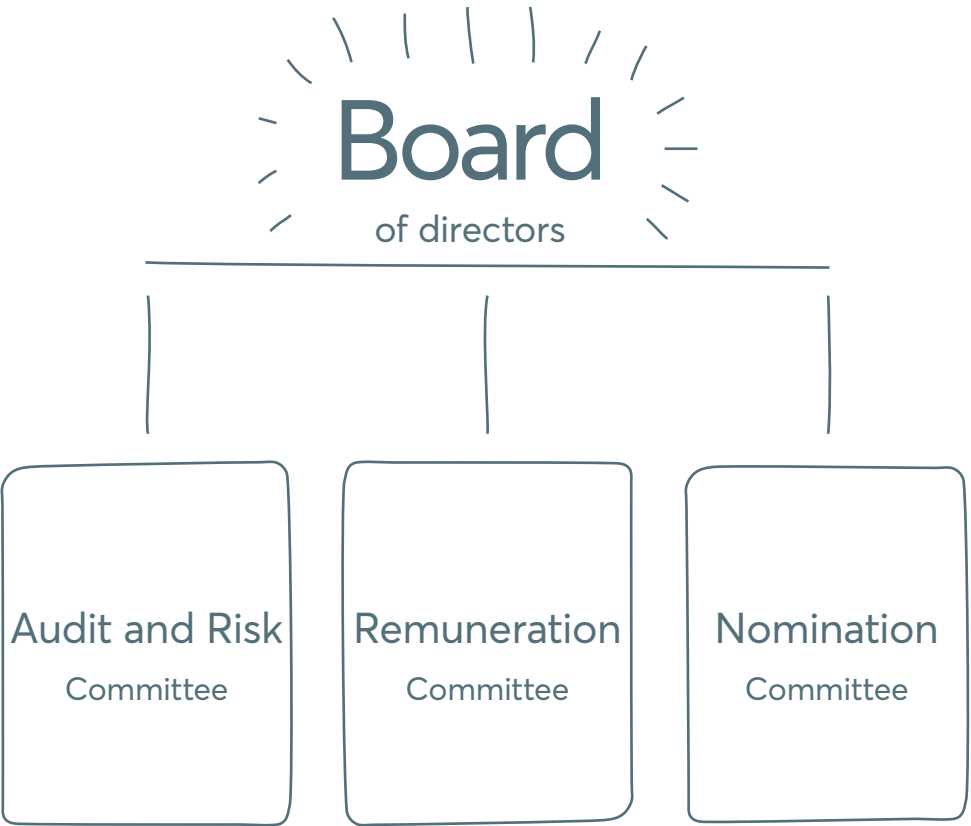 Board
of directors
Audit and Risk
Committee
Remuneration
Committee
Nomination
Committee